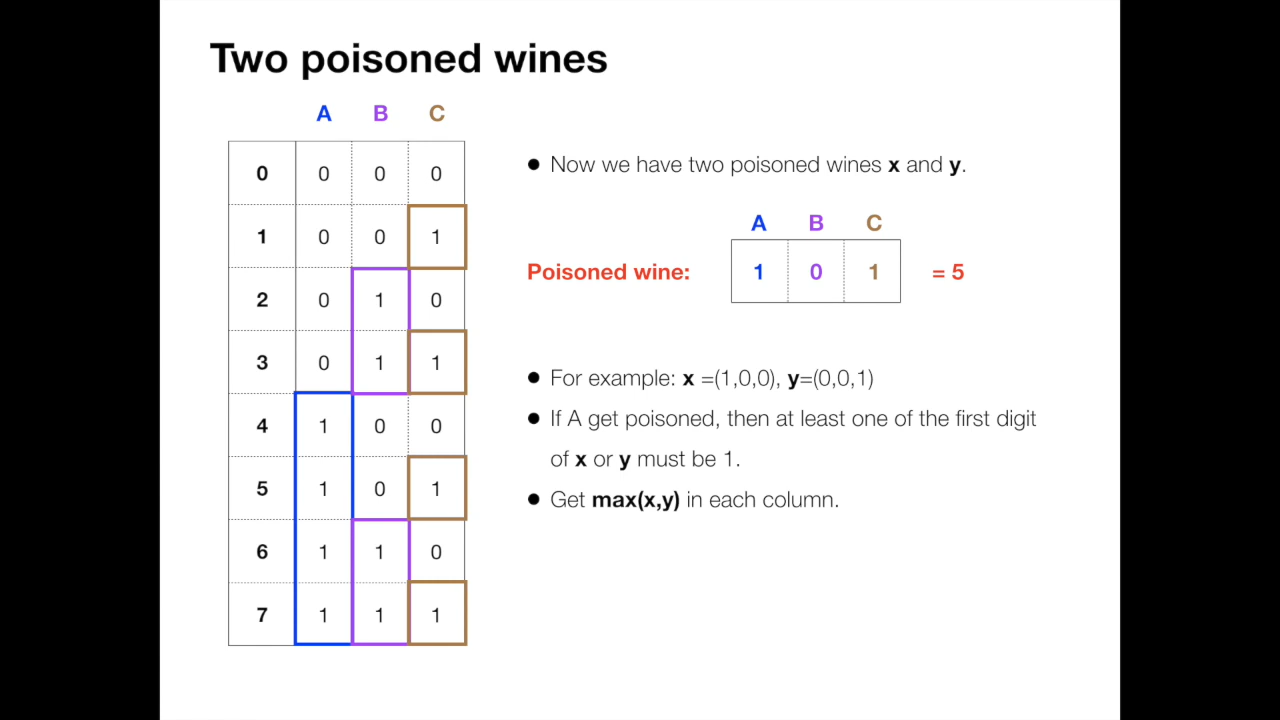 Two poisoned wines
A B C
0 0 0 0
1 0 0 1
2 0 1 0
3 0 1 1
4 1 0 0
5 1 0 1
6 1 1 0
7 1 1 1
● Now we have two poisoned wines x and y.
A B C
Poisoned wine: 1 0 1 = 5
● For example: x =(1,0,0), y=(0,0,1)
● If A get poisoned, then at least one of the first digit
of x or y must be 1.
● Get max(x,y) in each column.